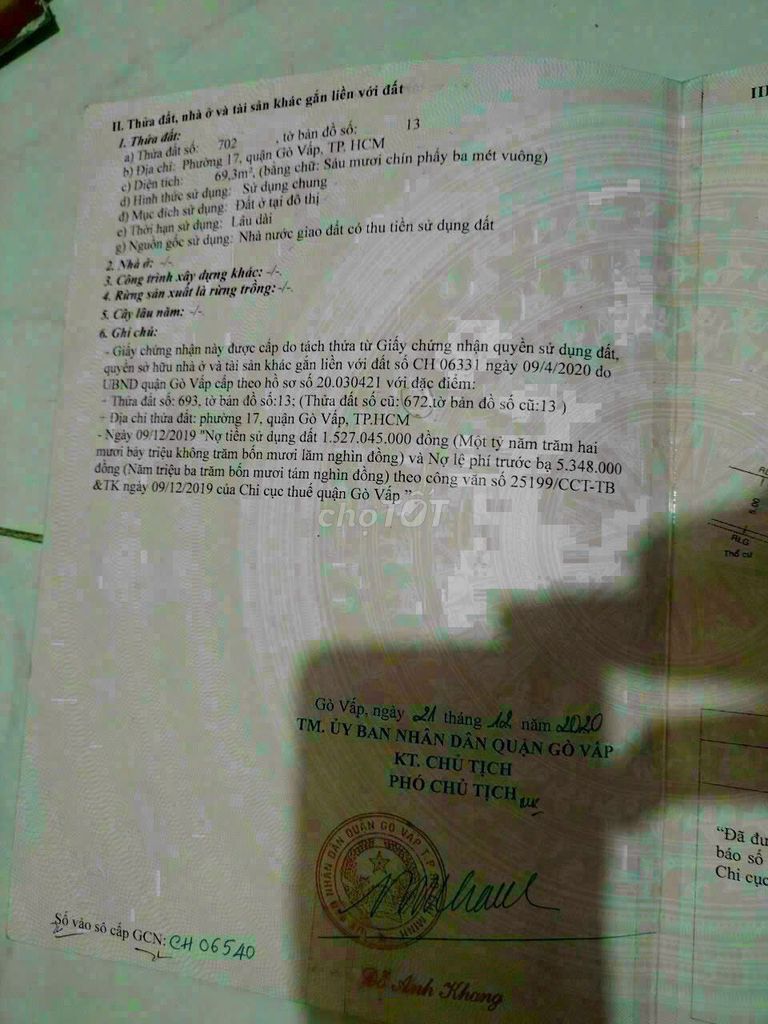 II. Thửa đất, nhà ở và tài sản khác gắn liền với đất
1. Thửa đất:
a) Thửa đất số: 702 , tờ bản đồ số: 13
b) Địa chỉ: Phường 17, quận Gò Vấp, TP. HCM
c) Diện tích: 69,3m², (bằng chữ: Sáu mươi chín phẩy ba mét vuông)
d) Hình thức sử dụng: Sử dụng chung
đ) Mục đích sử dụng: Đất ở tại đô thị
e) Thời hạn sử dụng: Lâu dài
g) Nguồn gốc sử dụng: Nhà nước giao đất có thu tiền sử dụng đất
2. Nhà ở: -/-.
3. Công trình xây dựng khác: -/-.
4. Rừng sản xuất là rừng trồng: -/-.
5. Cây lâu năm: -/-.
6. Ghi chú:
- Giấy chứng nhận này được cấp do tách thửa từ Giấy chứng nhận quyền sử dụng đất,
quyền sở hữu nhà ở và tài sản khác gắn liền với đất số CH 06331 ngày 09/4/2020 do
UBND quận Gò Vấp cấp theo hồ sơ số 20.030421 với đặc điểm:
- Thửa đất số: 693, tờ bản đồ số:13; (Thửa đất số cũ: 672,tờ bản đồ số cũ:13 )
- Địa chỉ thửa đất: phường 17, quận Gò Vấp, TP.HCM
- Ngày 09/12/2019 "Nợ tiền sử dụng đất 1.527.045.000 đồng (Một tỷ năm trăm hai
mươi bảy triệu không trăm bốn mươi lăm nghìn đồng) và Nợ lệ phí trước bạ 5.348.000
đồng (Năm triệu ba trăm bốn mươi tám nghìn đồng) theo công văn số 25199/CCT-TB
&TK ngày 09/12/2019 của Chi cục thuế quận Gò Vấp "
chợTỐT
Gò Vấp, ngày 21 tháng 12 năm 2020
TM. ỦY BAN NHÂN DÂN QUẬN GÒ VẤP
KT. CHỦ TỊCH
PHÓ CHỦ TỊCH
Đỗ Anh Khang
Số vào sổ cấp GCN: CH 06540
III
5.00
RLG
Thổ cư
"Đã đư
báo số
Chi cục